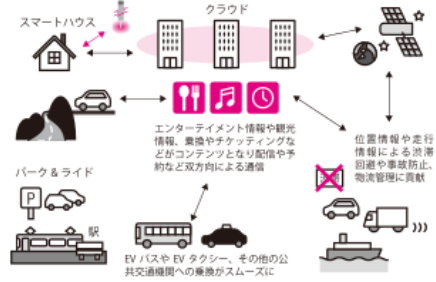 クラウド
スマートハウス
エンターテイメント情報や観光
情報、乗換やチケッティングな
どがコンテンツとなり配信や予
約など双方向による通信
位置情報や走行
情報による渋滞
回避や事故防止、
物流管理に貢献
パーク & ライド
P
駅
EV バスや EV タクシー、その他の公
共交通機関への乗換がスムーズに